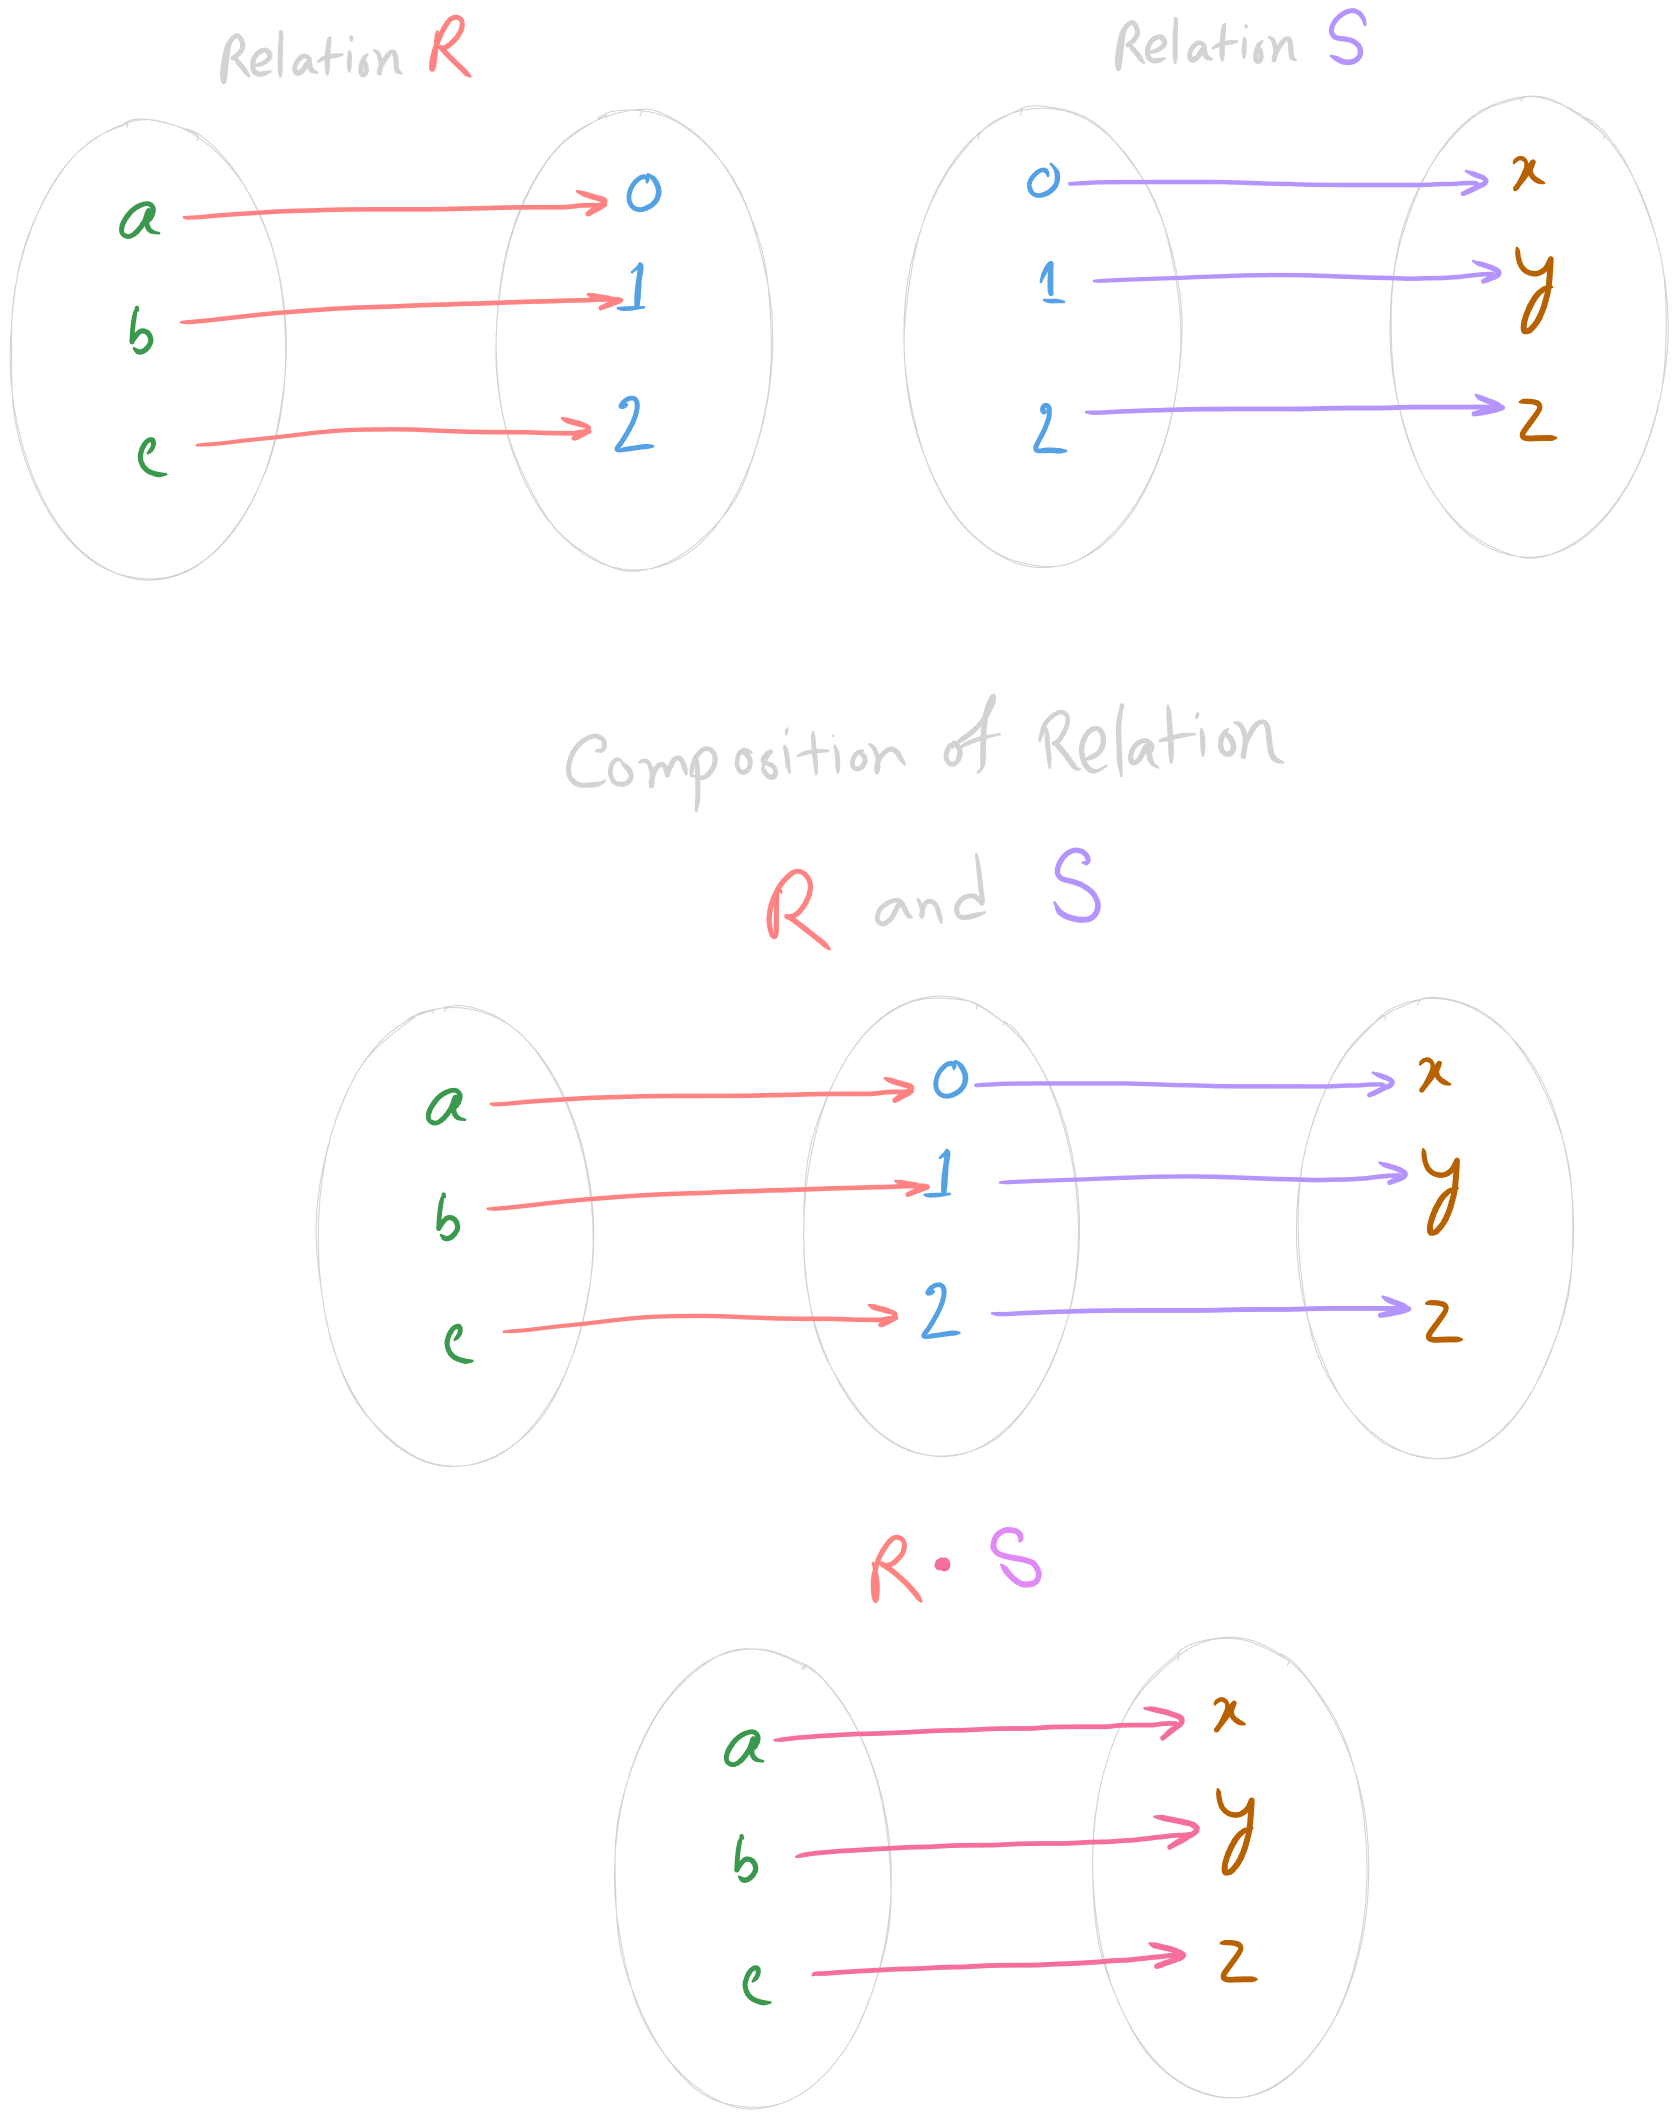 Relation R
Relation S
a
0
b
1
c
2
0
x
1
y
2
z
Composition of Relation
R and S
a
0
x
b
1
y
c
2
z
R • S
a
x
b
y
c
z